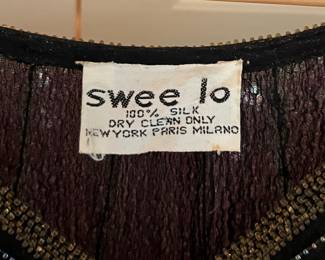 swee lo
100% SILK
DRY CLEAN ONLY
NEWYORK PARIS MILANO